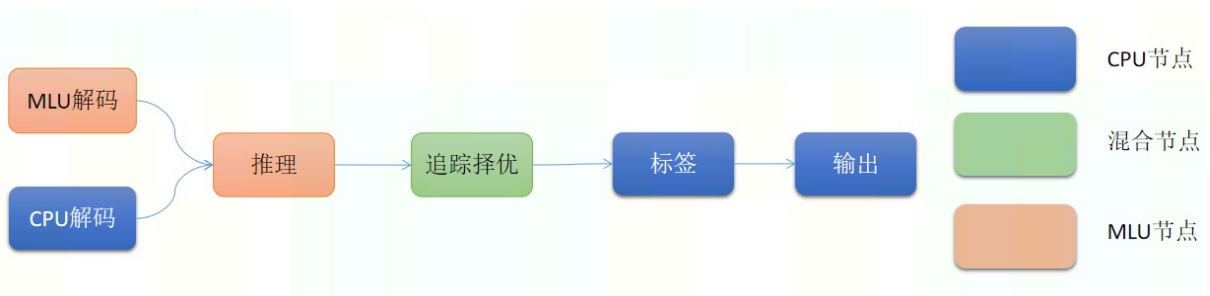 MLU解码
CPU解码
推理
追踪择优
标签
输出
CPU节点
混合节点
MLU节点